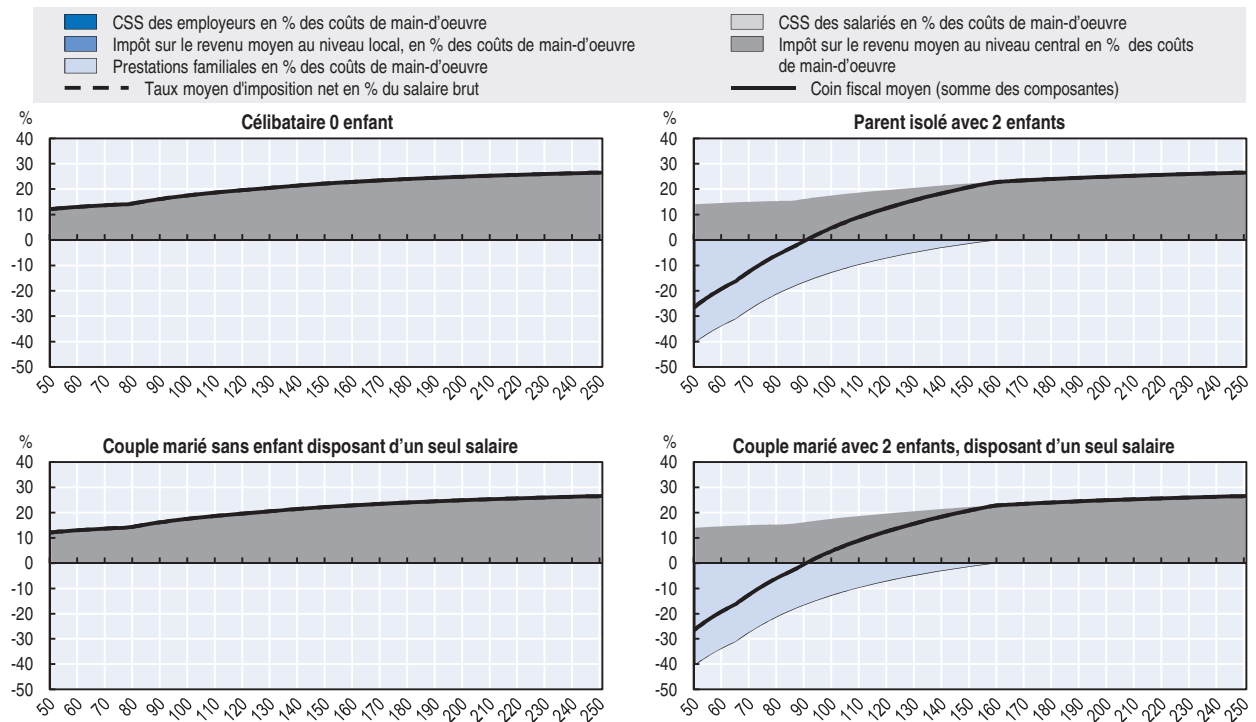 CSS des employeurs en % des coûts de main-d'oeuvre
Impôt sur le revenu moyen au niveau local, en % des coûts de main-d'oeuvre
Prestations familiales en % des coûts de main-d'oeuvre
Taux moyen d'imposition net en % du salaire brut
CSS des salariés en % des coûts de main-d'oeuvre
Impôt sur le revenu moyen au niveau central en % des coûts
de main-d'oeuvre
Coin fiscal moyen (somme des composantes)
%
Célibataire 0 enfant
40
30
20
10
0
-10
-20
-30
-40
-50
50 60 70 80 90 100 110 120 130 140 150 160 170 180 190 200 210 220 230 240 250
%
Parent isolé avec 2 enfants
40
30
20
10
0
-10
-20
-30
-40
-50
50 60 70 80 90 100 110 120 130 140 150 160 170 180 190 200 210 220 230 240 250
%
Couple marié sans enfant disposant d'un seul salaire
40
30
20
10
0
-10
-20
-30
-40
-50
50 60 70 80 90 100 110 120 130 140 150 160 170 180 190 200 210 220 230 240 250
%
Couple marié avec 2 enfants, disposant d'un seul salaire
40
30
20
10
0
-10
-20
-30
-40
-50
50 60 70 80 90 100 110 120 130 140 150 160 170 180 190 200 210 220 230 240 250